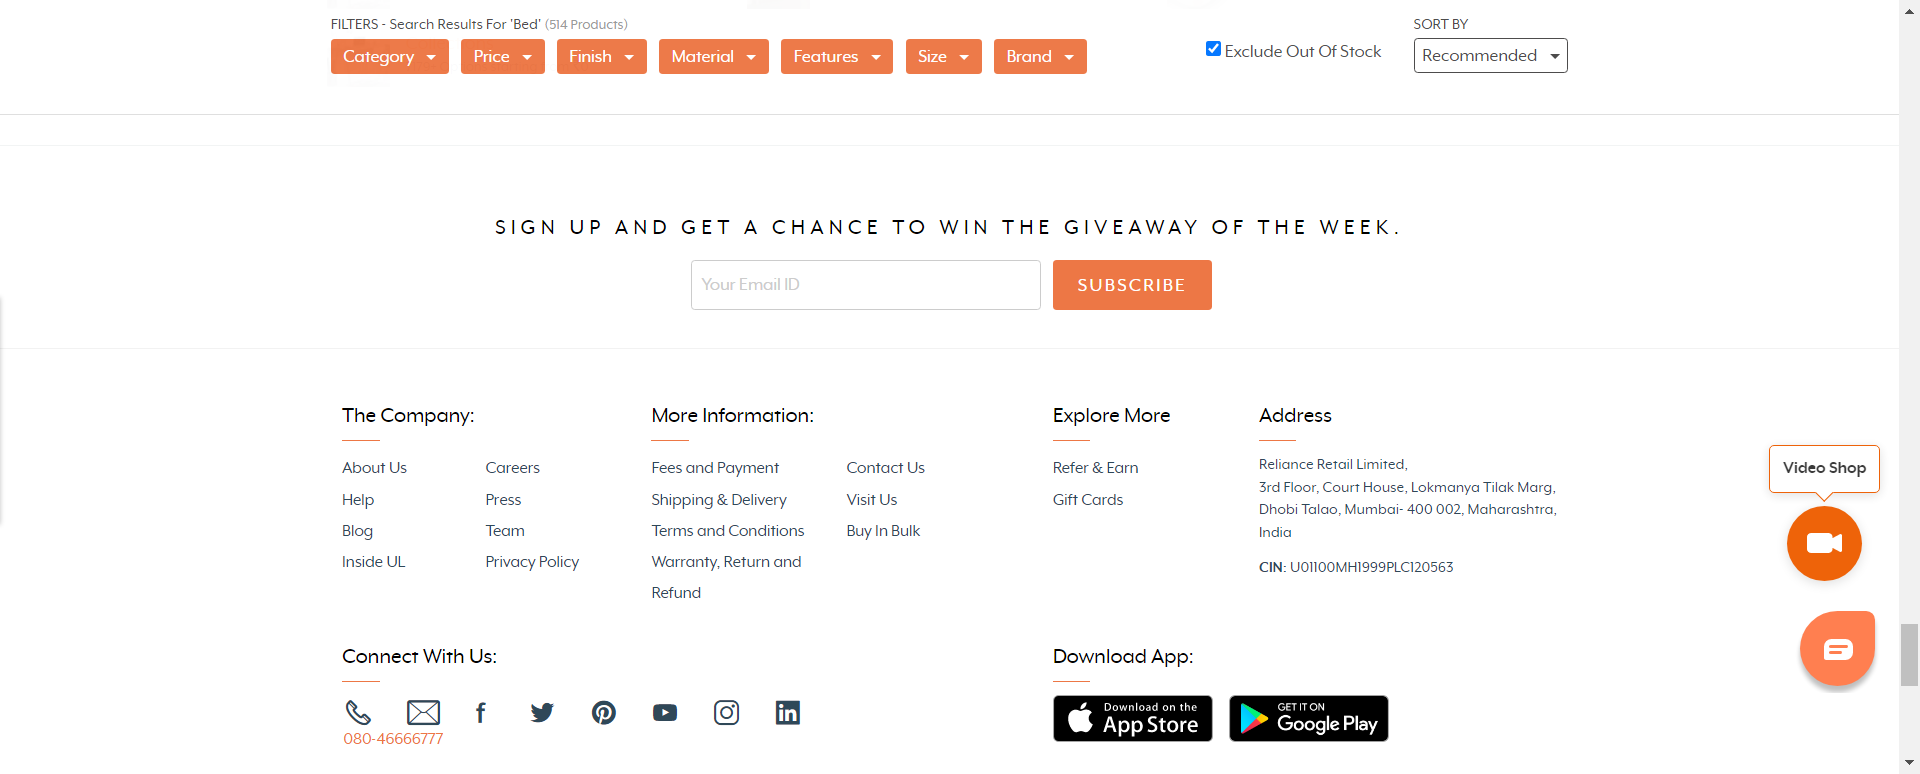 FILTERS - Search Results For 'Bed' (514 Products)
SORT BY
Category Price Finish Material Features Size Brand
Exclude Out Of Stock
Recommended
SIGN UP AND GET A CHANCE TO WIN THE GIVEAWAY OF THE WEEK.
Your Email ID
SUBSCRIBE
The Company:
About Us
Help
Blog
Inside UL
Careers
Press
Team
Privacy Policy
More Information:
Fees and Payment
Shipping & Delivery
Terms and Conditions
Warranty, Return and
Refund
Contact Us
Visit Us
Buy In Bulk
Explore More
Refer & Earn
Gift Cards
Address
Reliance Retail Limited,
3rd Floor, Court House, Lokmanya Tilak Marg,
Dhobi Talao, Mumbai- 400 002, Maharashtra,
India
CIN: U01100MH1999PLC120563
Video Shop
Connect With Us:
080-46666777
Download App:
Download on the
App Store
GET IT ON
Google Play